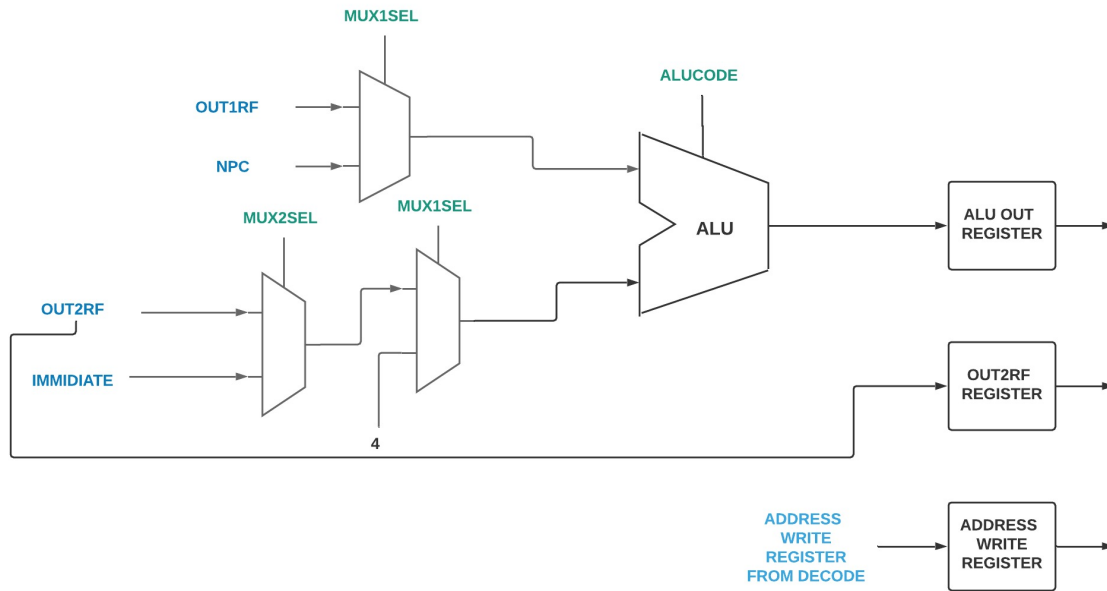 MUX1SEL
ALUCODE
OUT1RF
NPC
MUX2SEL
MUX1SEL
ALU
ALU OUT
REGISTER
OUT2RF
IMMIDIATE
OUT2RF
REGISTER
4
ADDRESS
WRITE
REGISTER
FROM DECODE
ADDRESS
WRITE
REGISTER